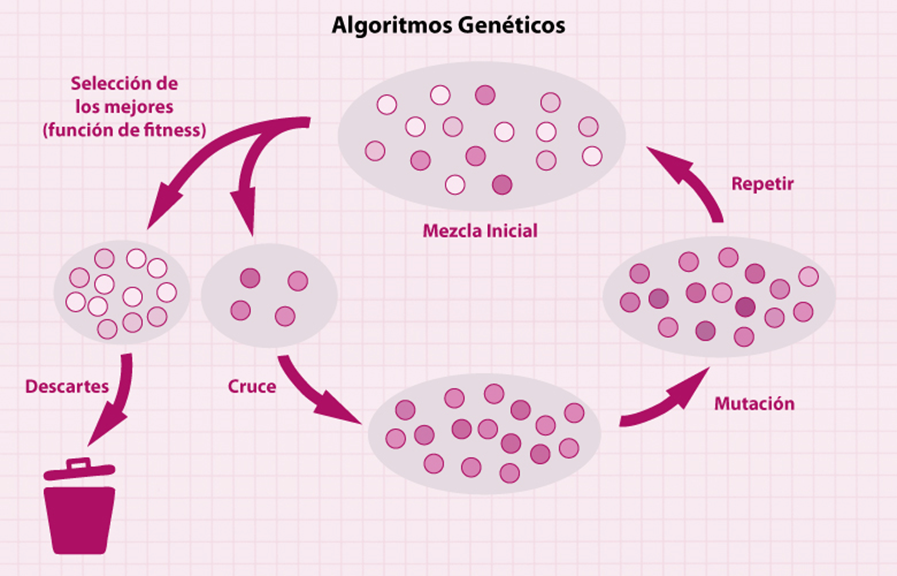 Algoritmos Genéticos
Selección de
los mejores
(función de fitness)
Mezcla Inicial
Repetir
Descartes
Cruce
Mutación